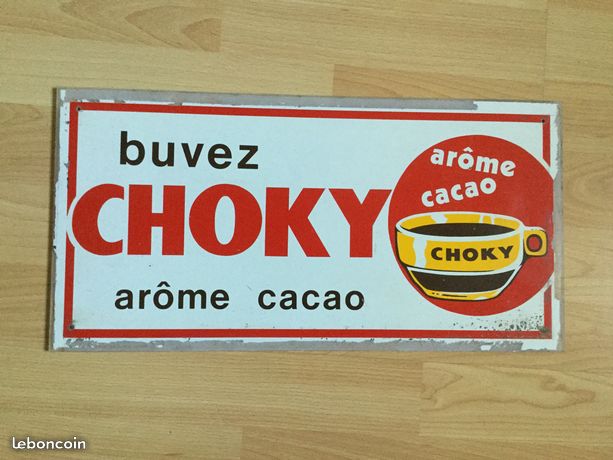 buvez
CHOKY
arôme cacao
arôme
cacao
CHOKY
leboncoin